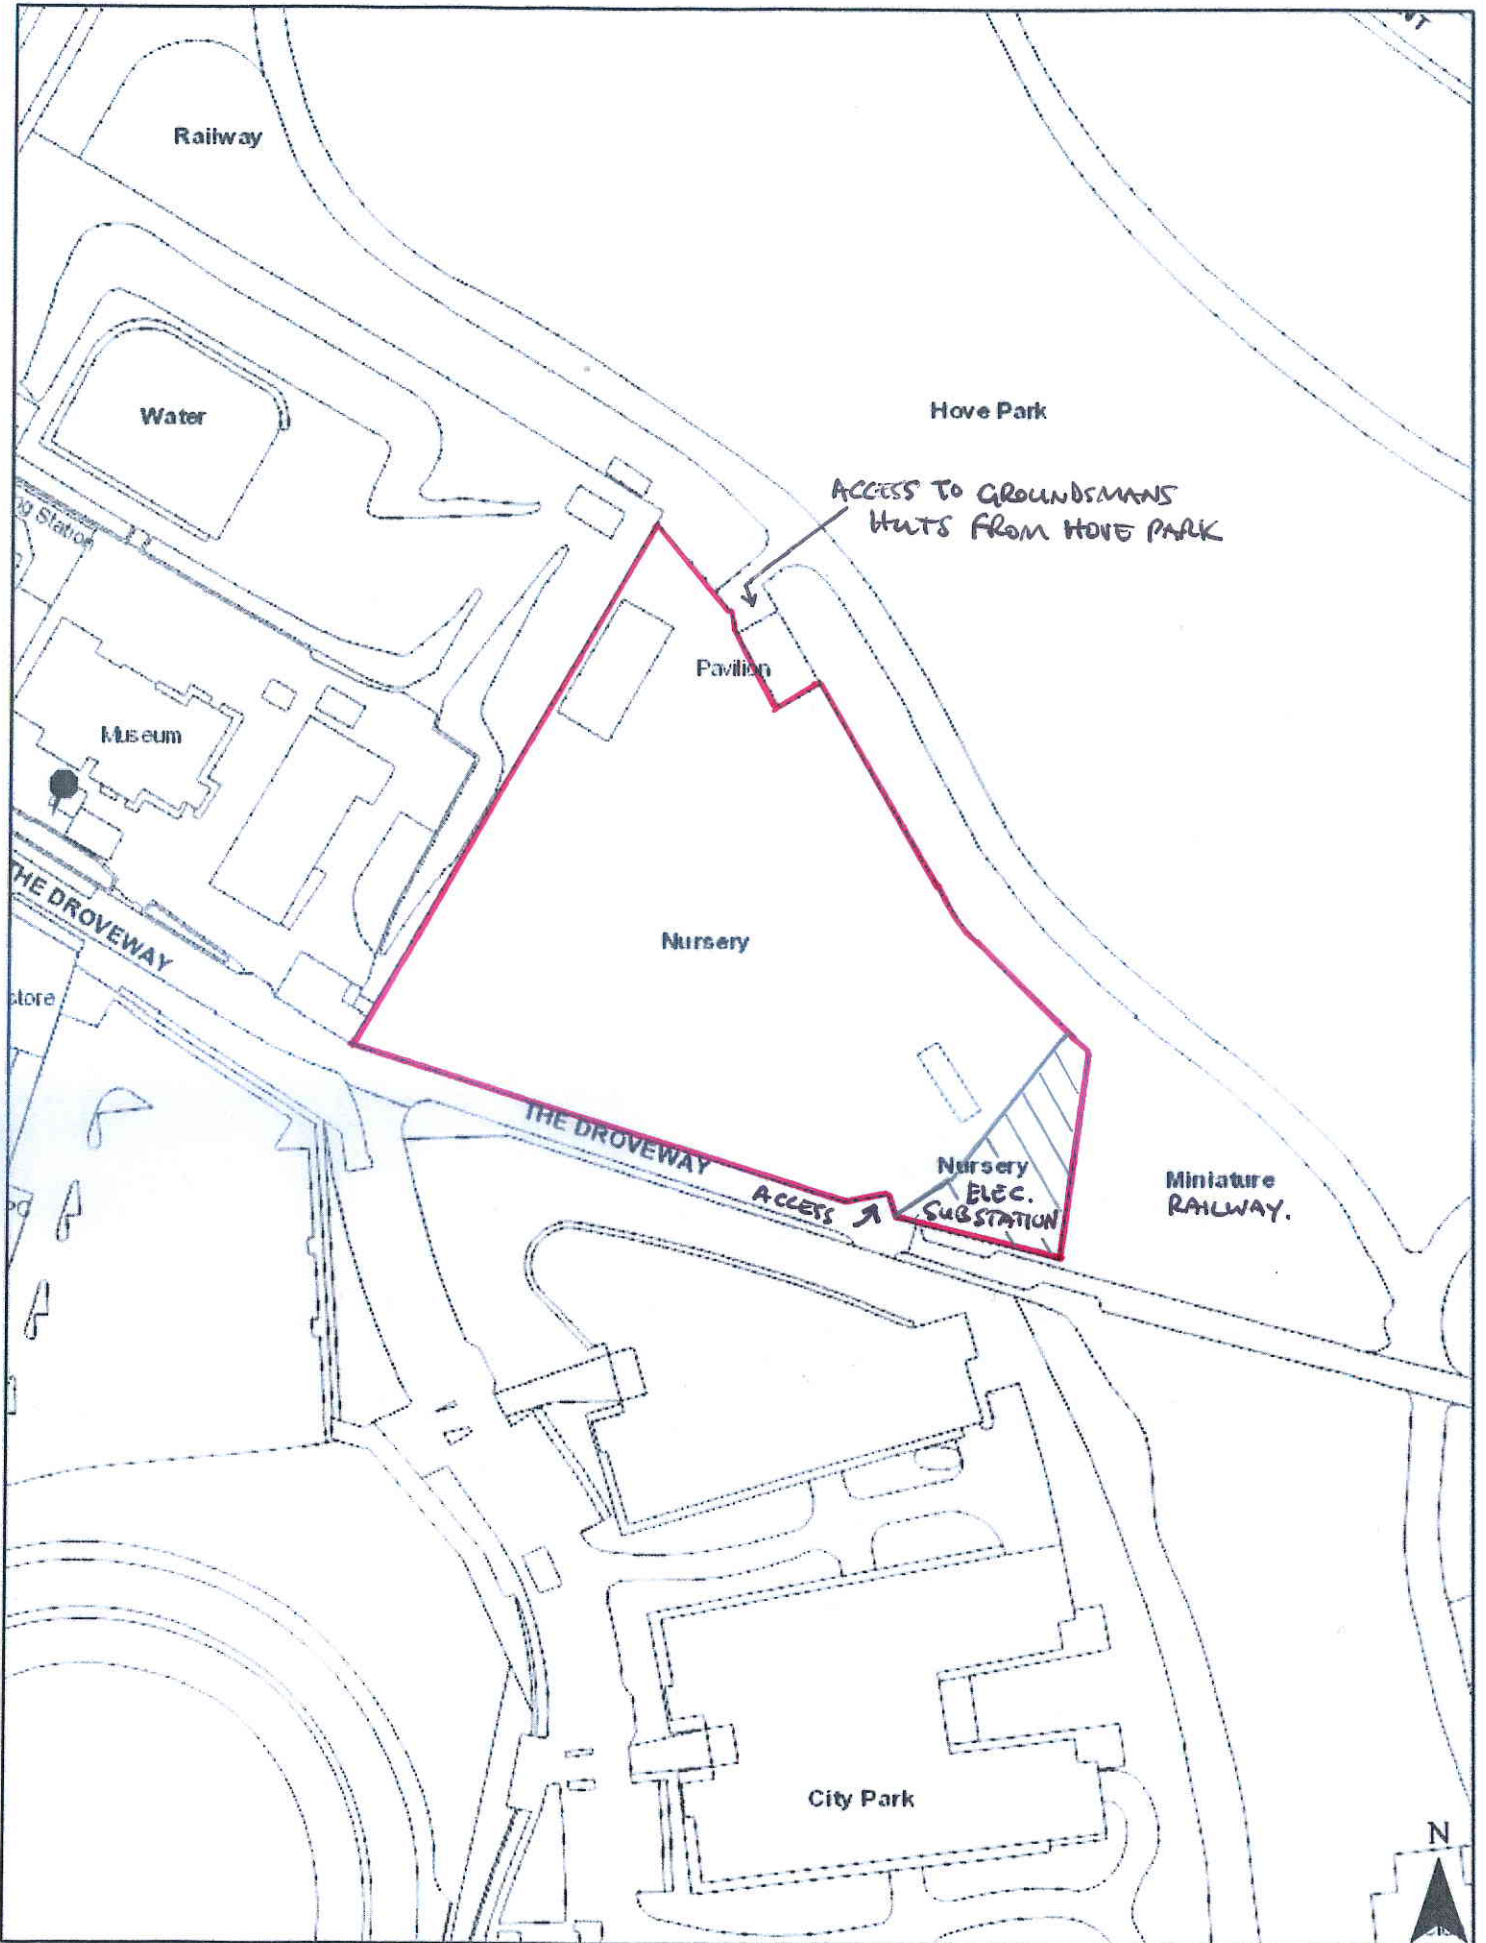 Railway
Water
Hove Park
ACCESS TO GROUNDSMANS
HUTS FROM HOVE PARK
ng Station
Pavilion
Museum
THE DROVEWAY
Nursery
store
THE DROVEWAY
Nursery
ELEC.
SUBSTATION
ACCESS
Miniature
RAILWAY.
City Park
N